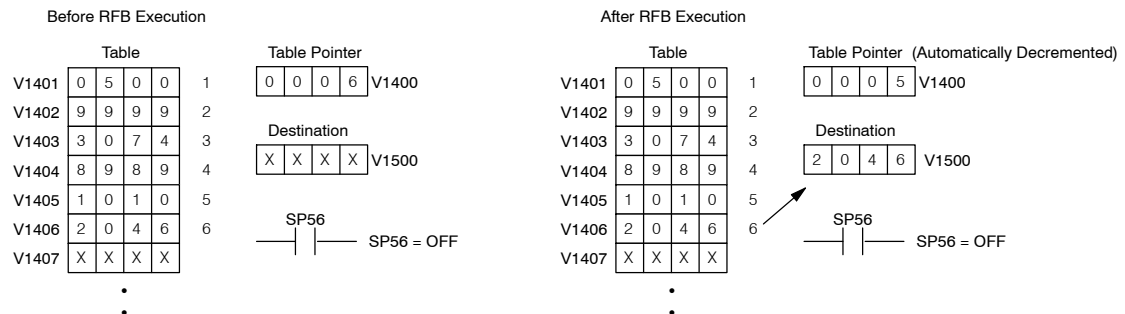 Before RFB Execution
Table
Table Pointer
V1401 0 5 0 0 1
0 0 0 6 V1400
V1402 9 9 9 9 2
V1403 3 0 7 4 3
Destination
V1404 8 9 8 9 4
X X X X V1500
V1405 1 0 1 0 5
V1406 2 0 4 6 6
SP56
SP56 = OFF
V1407 X X X X
After RFB Execution
Table
Table Pointer (Automatically Decremented)
V1401 0 5 0 0 1
0 0 0 5 V1400
V1402 9 9 9 9 2
V1403 3 0 7 4 3
Destination
V1404 8 9 8 9 4
2 0 4 6 V1500
V1405 1 0 1 0 5
V1406 2 0 4 6 6
SP56
SP56 = OFF
V1407 X X X X